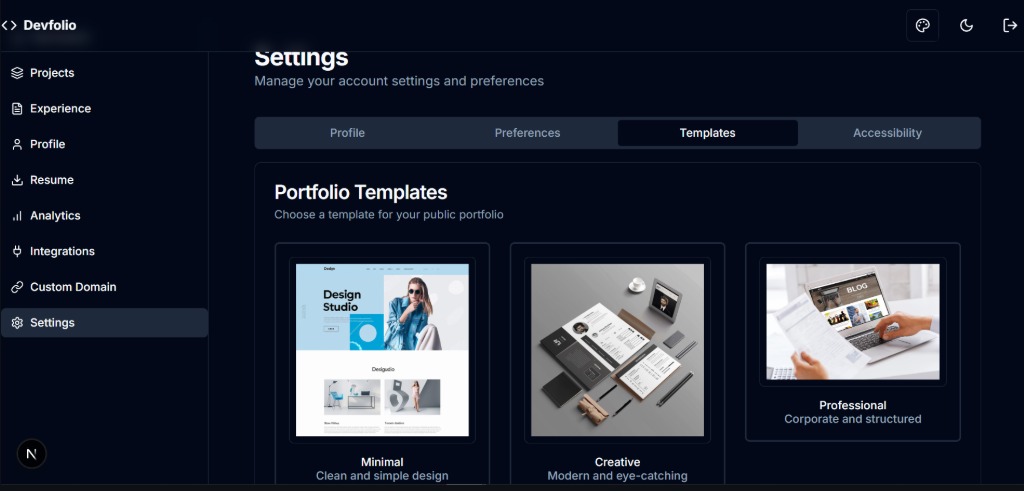 Devfolio
Settings
Manage your account settings and preferences
Projects
Experience
Profile
Resume
Analytics
Integrations
Custom Domain
Settings
Profile
Preferences
Templates
Accessibility
Portfolio Templates
Choose a template for your public portfolio
Design
Design
Studio
Desigudio
BLOG
Minimal
Clean and simple design
Creative
Modern and eye-catching
Professional
Corporate and structured
N